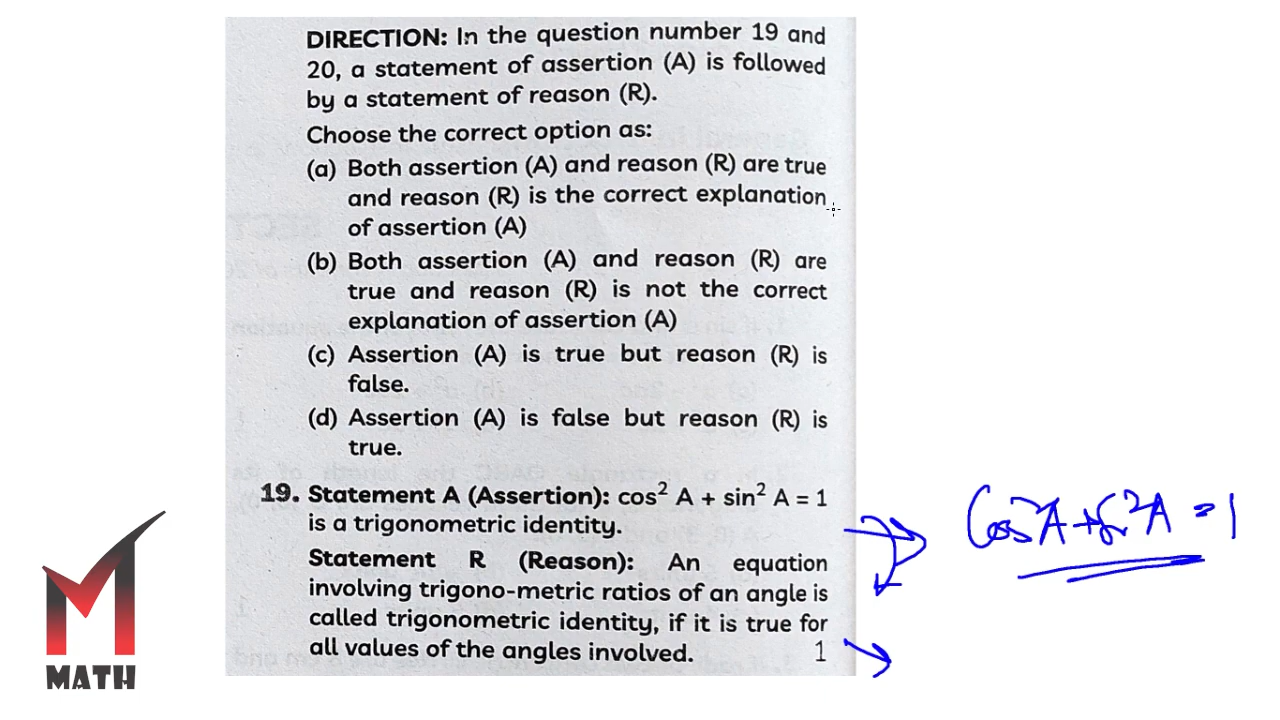 DIRECTION: In the question number 19 and
20, a statement of assertion (A) is followed
by a statement of reason (R).
Choose the correct option as:
(a) Both assertion (A) and reason (R) are true
and reason (R) is the correct explanation
of assertion (A)
(b) Both assertion (A) and reason (R) are
true and reason (R) is not the correct
explanation of assertion (A)
(c) Assertion (A) is true but reason (R) is
false.
(d) Assertion (A) is false but reason (R) is
true.
19. Statement A (Assertion): cos² A + sin² A = 1
is a trigonometric identity.
Statement R (Reason): An equation
involving trigono-metric ratios of an angle is
called trigonometric identity, if it is true for
all values of the angles involved. 1
M
MATH